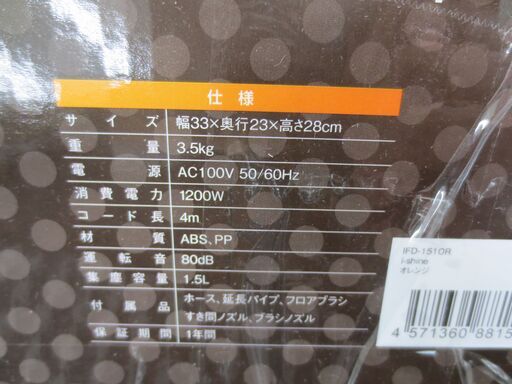 仕様
サイズ 幅33×奥行23×高さ28cm
重量 3.5kg
電源 AC100V 50/60Hz
消費電力 1200W
コード長 4m
材質 ABS、PP
運転音 80dB
集塵容量 1.5L
付属品 ホース、延長パイプ、フロアブラシ
すき間ノズル、ブラシノズル
保証期間 1年間
IFD-151OR
i-shine
オレンジ
4 571360 8815